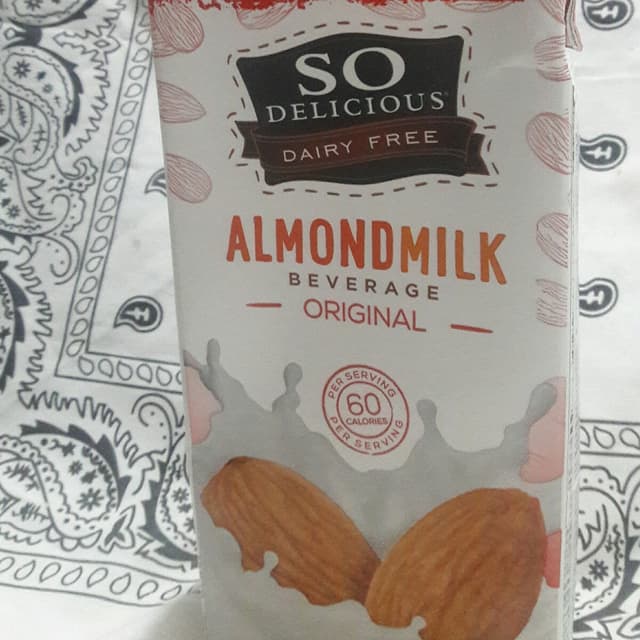 SO
DELICIOUS®
DAIRY FREE
ALMONDMILK
BEVERAGE
ORIGINAL
PER SERVING
60
CALORIES
PER SERVING